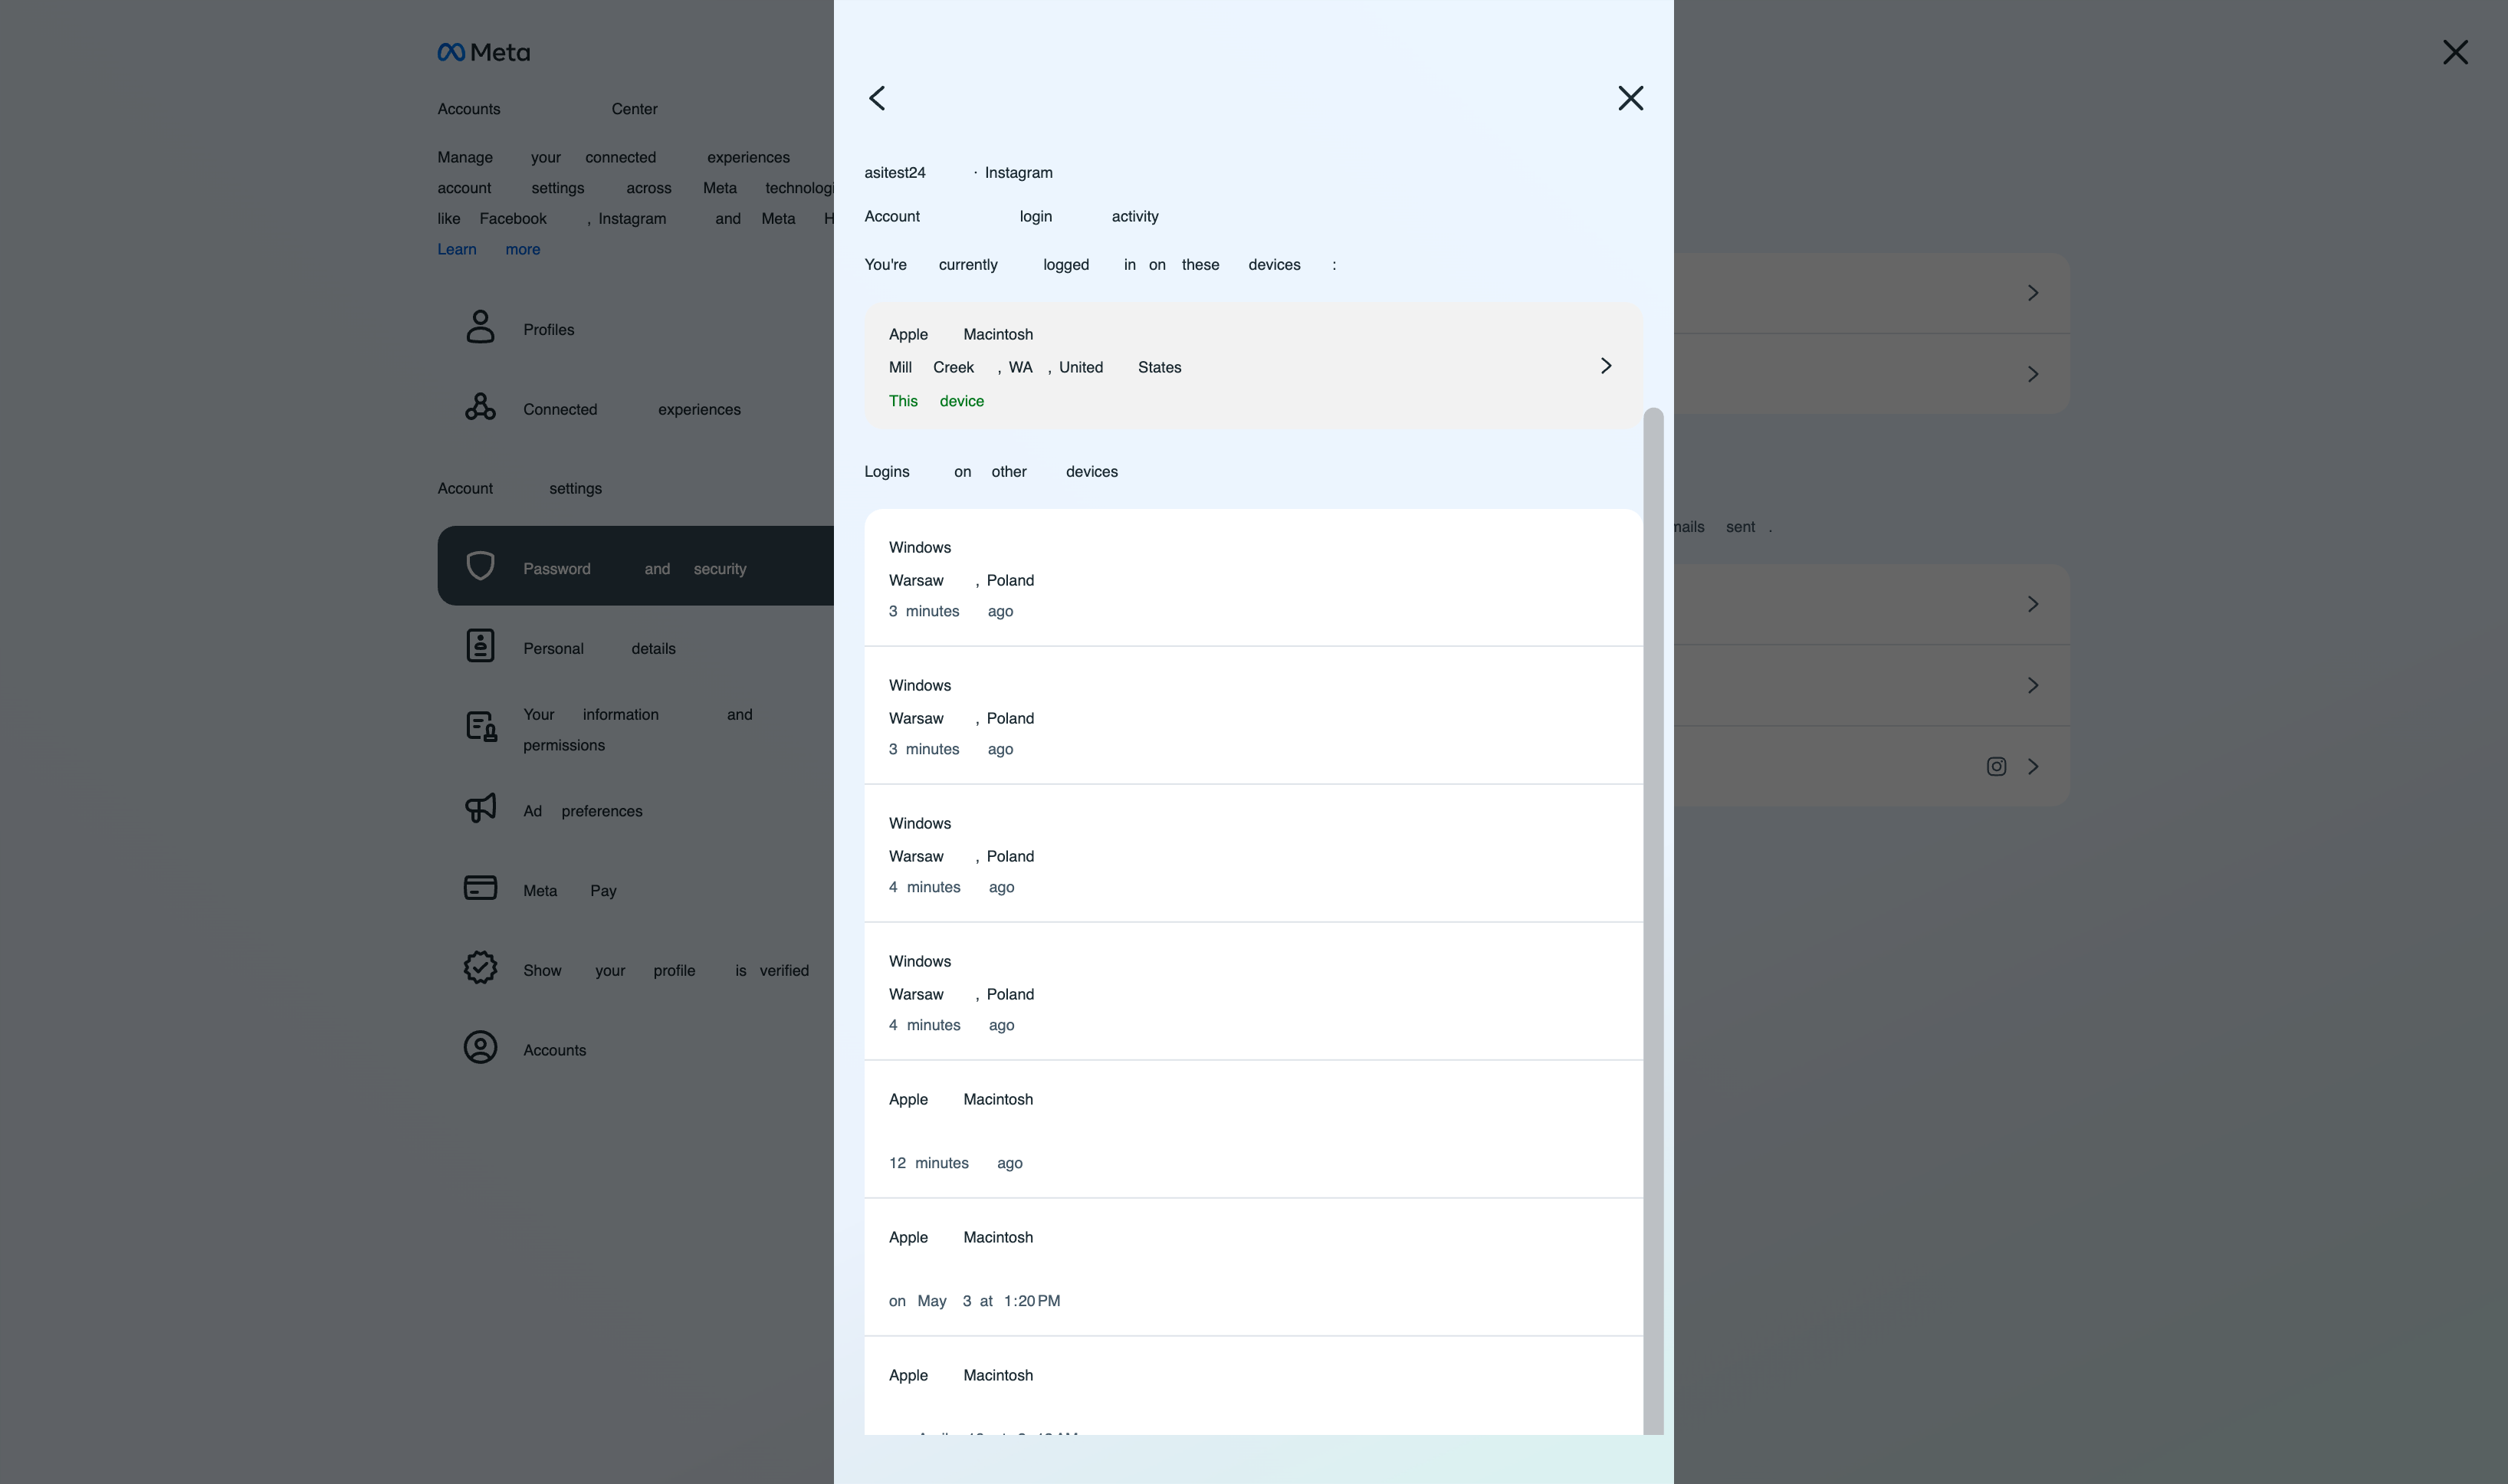 Meta
Accounts Center
Manage your connected experiences
account settings across Meta technologi
like Facebook , Instagram and Meta H
Learn more
Profiles
Connected experiences
Account settings
Password and security
Personal details
Your information and
permissions
Ad preferences
Meta Pay
Show your profile is verified
Accounts
asitest24 · Instagram
Account login activity
You're currently logged in on these devices :
Apple Macintosh
Mill Creek , WA , United States
This device
Logins on other devices
Windows
Warsaw , Poland
3 minutes ago
Windows
Warsaw , Poland
3 minutes ago
Windows
Warsaw , Poland
4 minutes ago
Windows
Warsaw , Poland
4 minutes ago
Apple Macintosh
12 minutes ago
Apple Macintosh
on May 3 at 1:20 PM
Apple Macintosh
sent .